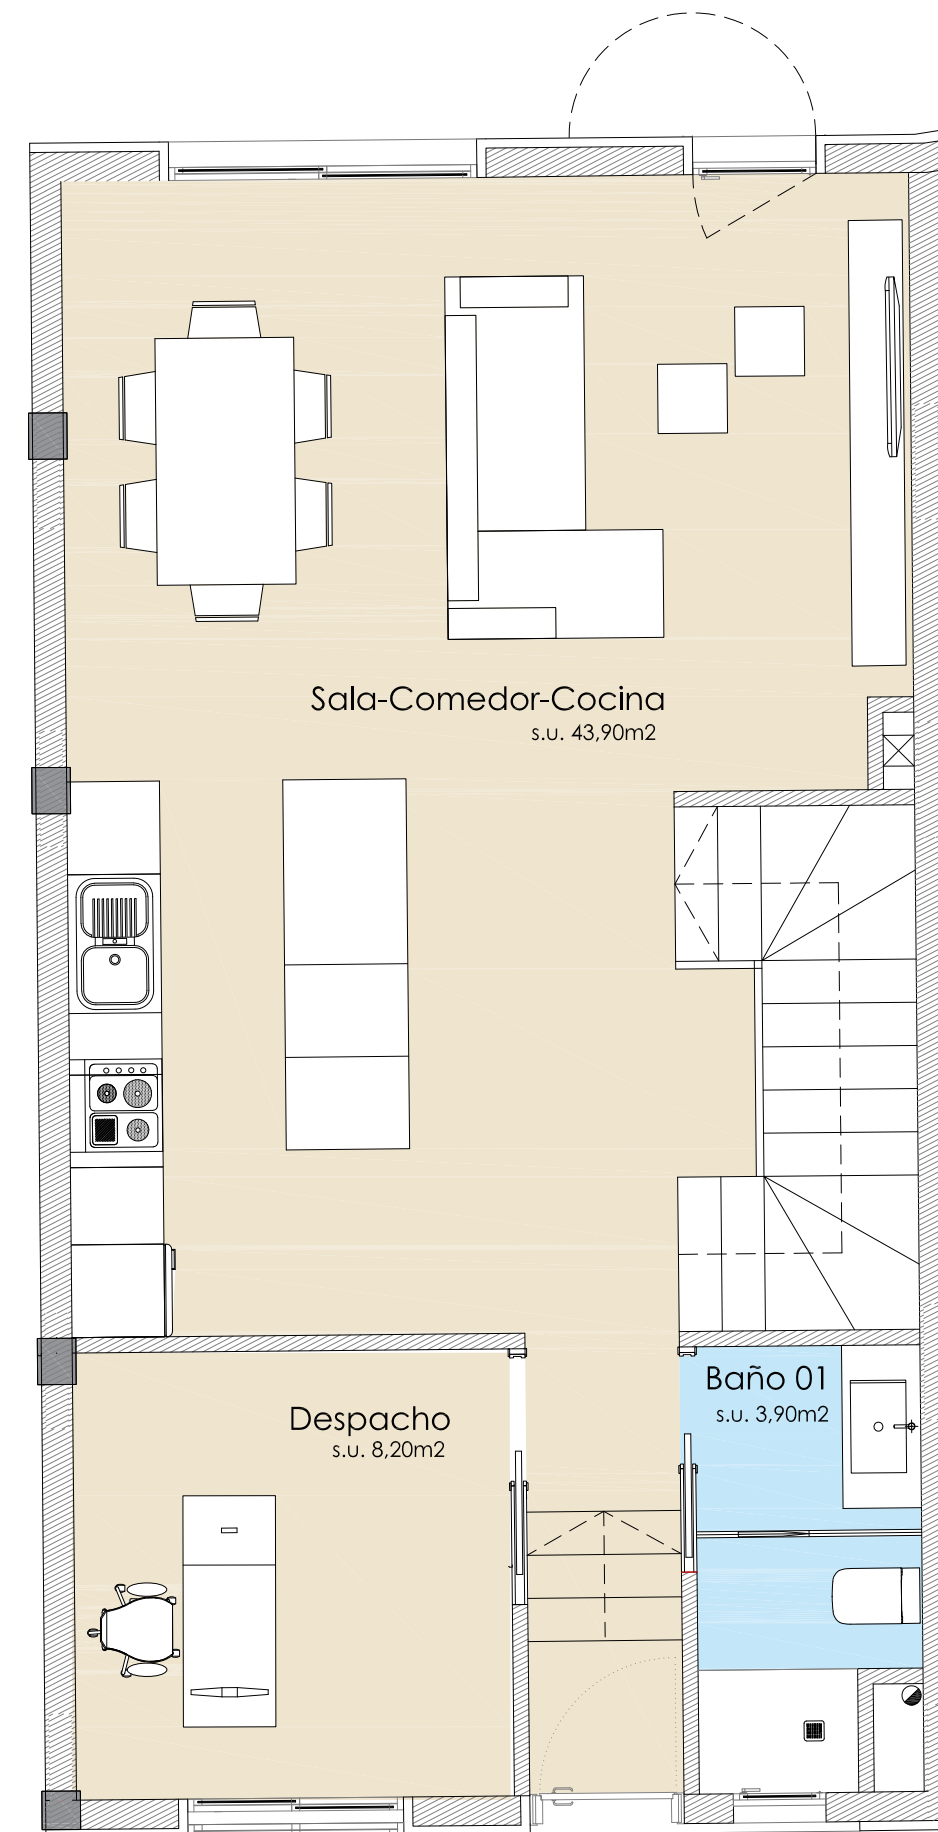 Sala-Comedor-Cocina
s.u. 43,90m2
Baño 01
s.u. 3,90m2
Despacho
s.u. 8,20m2